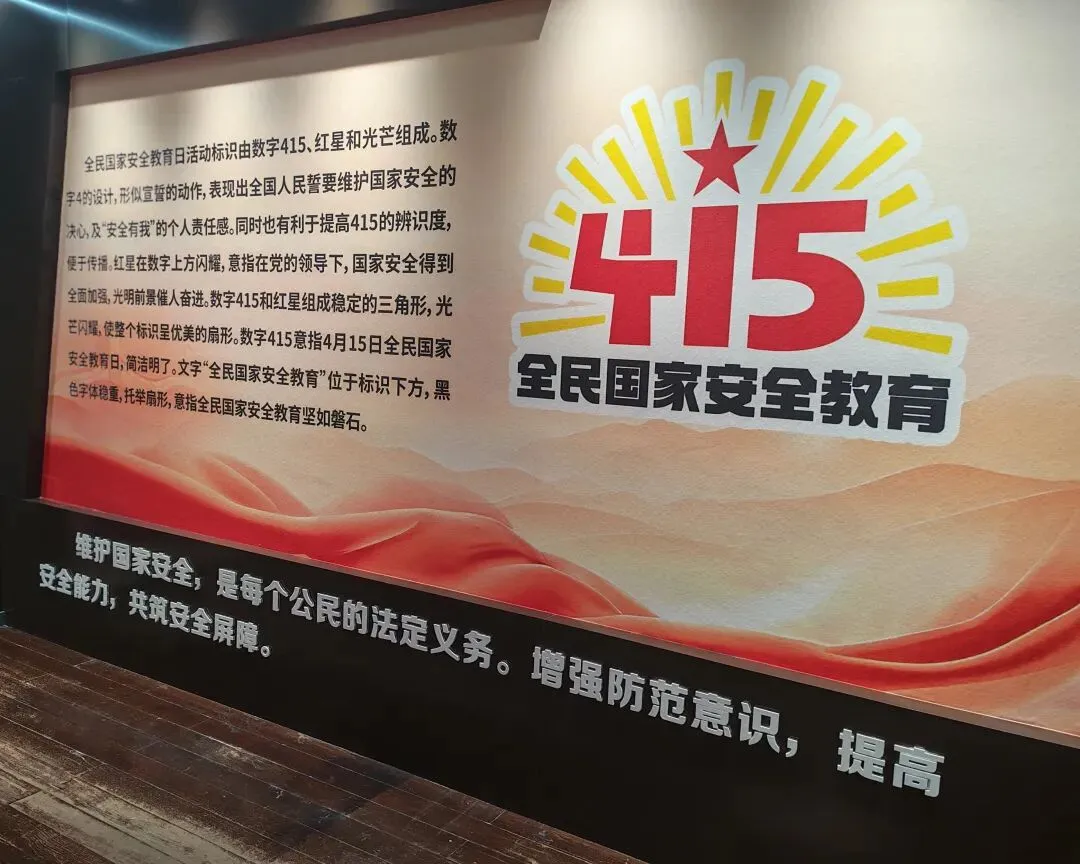 全民国家安全教育日活动标识由数字415、红星和光芒组成。数
字4的设计,形似宣誓的动作,表现出全国人民誓要维护国家安全的
决心,及“安全有我”的个人责任感。同时也有利于提高415的辨识度,
便于传播。红星在数字上方闪耀,意指在党的领导下,国家安全得到
全面加强,光明前景催人奋进。数字415和红星组成稳定的三角形,光
芒闪耀,使整个标识呈优美的扇形。数字415意指4月15日全民国家
安全教育日,简洁明了。文字“全民国家安全教育”位于标识下方,黑
色字体稳重,托举扇形,意指全民国家安全教育坚如磐石。
415
全民国家安全教育
维护国家安全，是每个公民的法定义务。增强防范意识，提高
安全能力，共筑安全屏障。